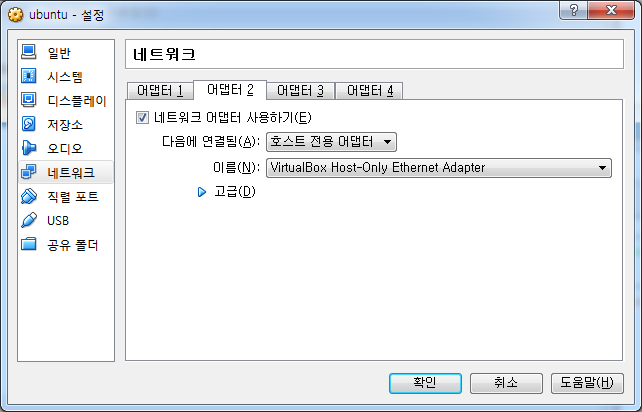 ubuntu - 설정
일반
시스템
디스플레이
저장소
오디오
네트워크
직렬 포트
USB
공유 폴더
네트워크
어댑터 1 어댑터 2 어댑터 3 어댑터 4
네트워크 어댑터 사용하기(E)
다음에 연결됨(A): 호스트 전용 어댑터
이름(N): VirtualBox Host-Only Ethernet Adapter
고급(D)
확인 취소 도움말(H)